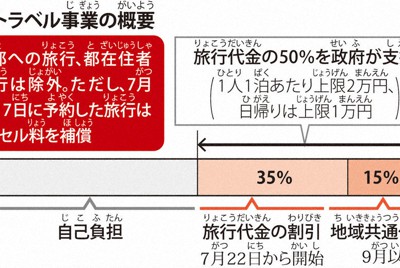 トラベル事業の概要
都への旅行、都在住者
行は除外。ただし、7月
17日に予約した旅行は
セル料を補償
旅行代金の50%を政府が支
(1人1泊あたり上限2万円、
日帰りは上限1万円)
35%
15%
自己負担
旅行代金の割引
7月22日から開始
地域共通
9月以